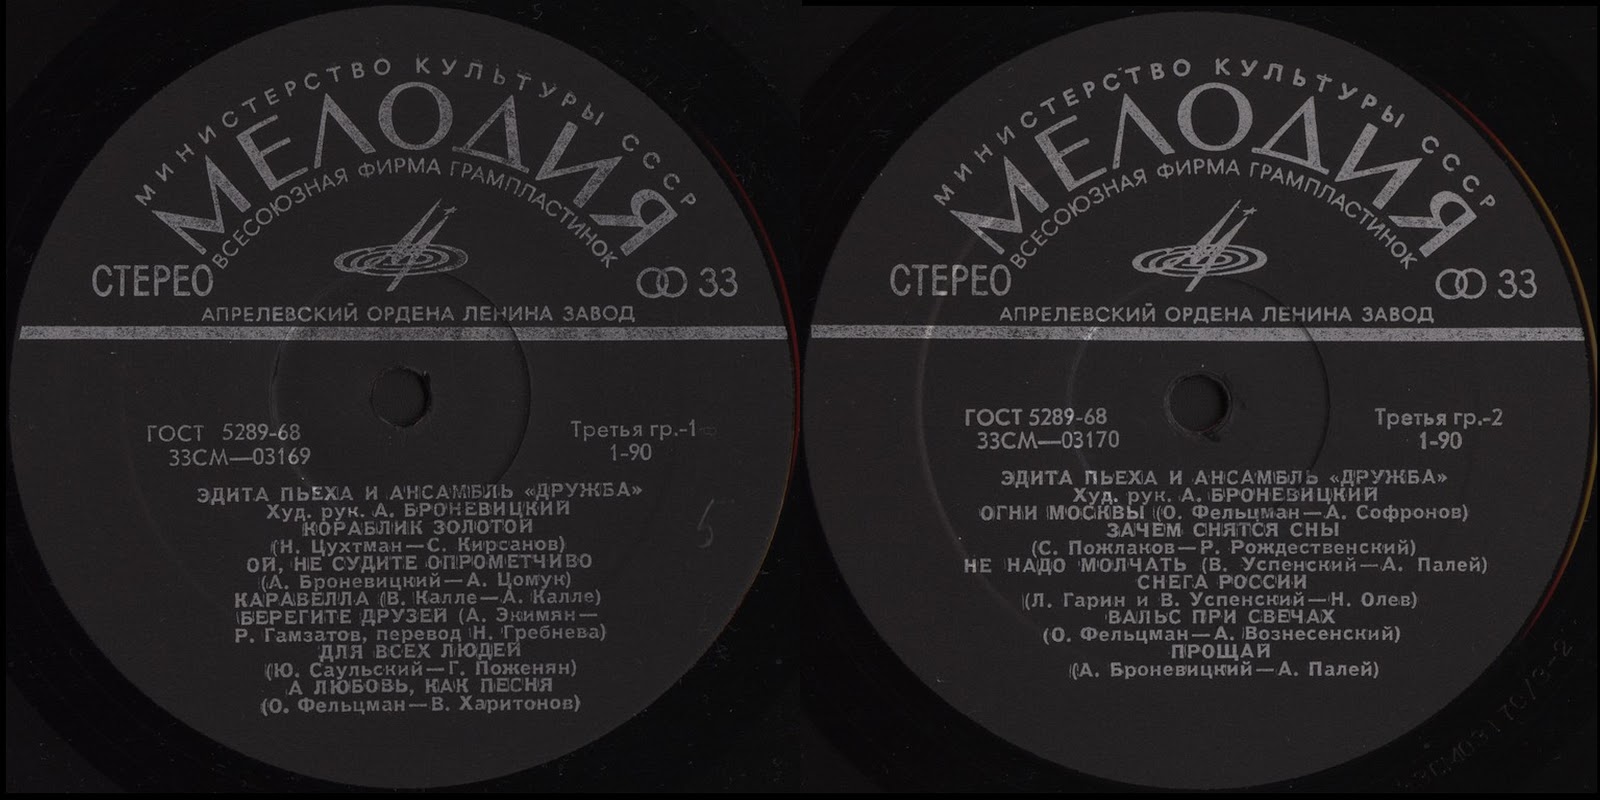 МИНИСТЕРСТВО КУЛЬТУРЫ СССР
МЕЛОДИЯ
ВСЕСОЮЗНАЯ ФИРМА ГРАМПЛАСТИНОК
СТЕРЕО
33
АПРЕЛЕВСКИЙ ОРДЕНА ЛЕНИНА ЗАВОД
ГОСТ 5289-68
33СМ—03169
Третья гр.-1
1-90
ЭДИТА ПЬЕХА И АНСАМБЛЬ «ДРУЖБА»
Худ. рук. А. БРОНЕВИЦКИЙ
КОРАБЛИК ЗОЛОТОЙ
(Н. Цухтман—С. Кирсанов)
ОЙ, НЕ СУДИТЕ ОПРОМЕТЧИВО
(А. Броневицкий—А. Цомук)
КАРАВЕЛЛА (В. Калле—А. Калле)
БЕРЕГИТЕ ДРУЗЕЙ (А. Экимян—
Р. Гамзатов, перевод Н. Гребнева)
ДЛЯ ВСЕХ ЛЮДЕЙ
(Ю. Саульский—Г. Поженян)
А ЛЮБОВЬ, КАК ПЕСНЯ
(О. Фельцман—В. Харитонов)
5
МИНИСТЕРСТВО КУЛЬТУРЫ СССР
МЕЛОДИЯ
ВСЕСОЮЗНАЯ ФИРМА ГРАМПЛАСТИНОК
СТЕРЕО
33
АПРЕЛЕВСКИЙ ОРДЕНА ЛЕНИНА ЗАВОД
ГОСТ 5289-68
33СМ—03170
Третья гр.-2
1-90
ЭДИТА ПЬЕХА И АНСАМБЛЬ «ДРУЖБА»
Худ. рук. А. БРОНЕВИЦКИЙ
ОГНИ МОСКВЫ (О. Фельцман—А. Софронов)
ЗАЧЕМ СНЯТСЯ СНЫ
(С. Пожлаков—Р. Рождественский)
НЕ НАДО МОЛЧАТЬ (В. Успенский—А. Палей)
СНЕГА РОССИИ
(Л. Гарин и В. Успенский—Н. Олев)
ВАЛЬС ПРИ СВЕЧАХ
(О. Фельцман—А. Вознесенский)
ПРОЩАЙ
(А. Броневицкий—А. Палей)
33СМ03170/3-2